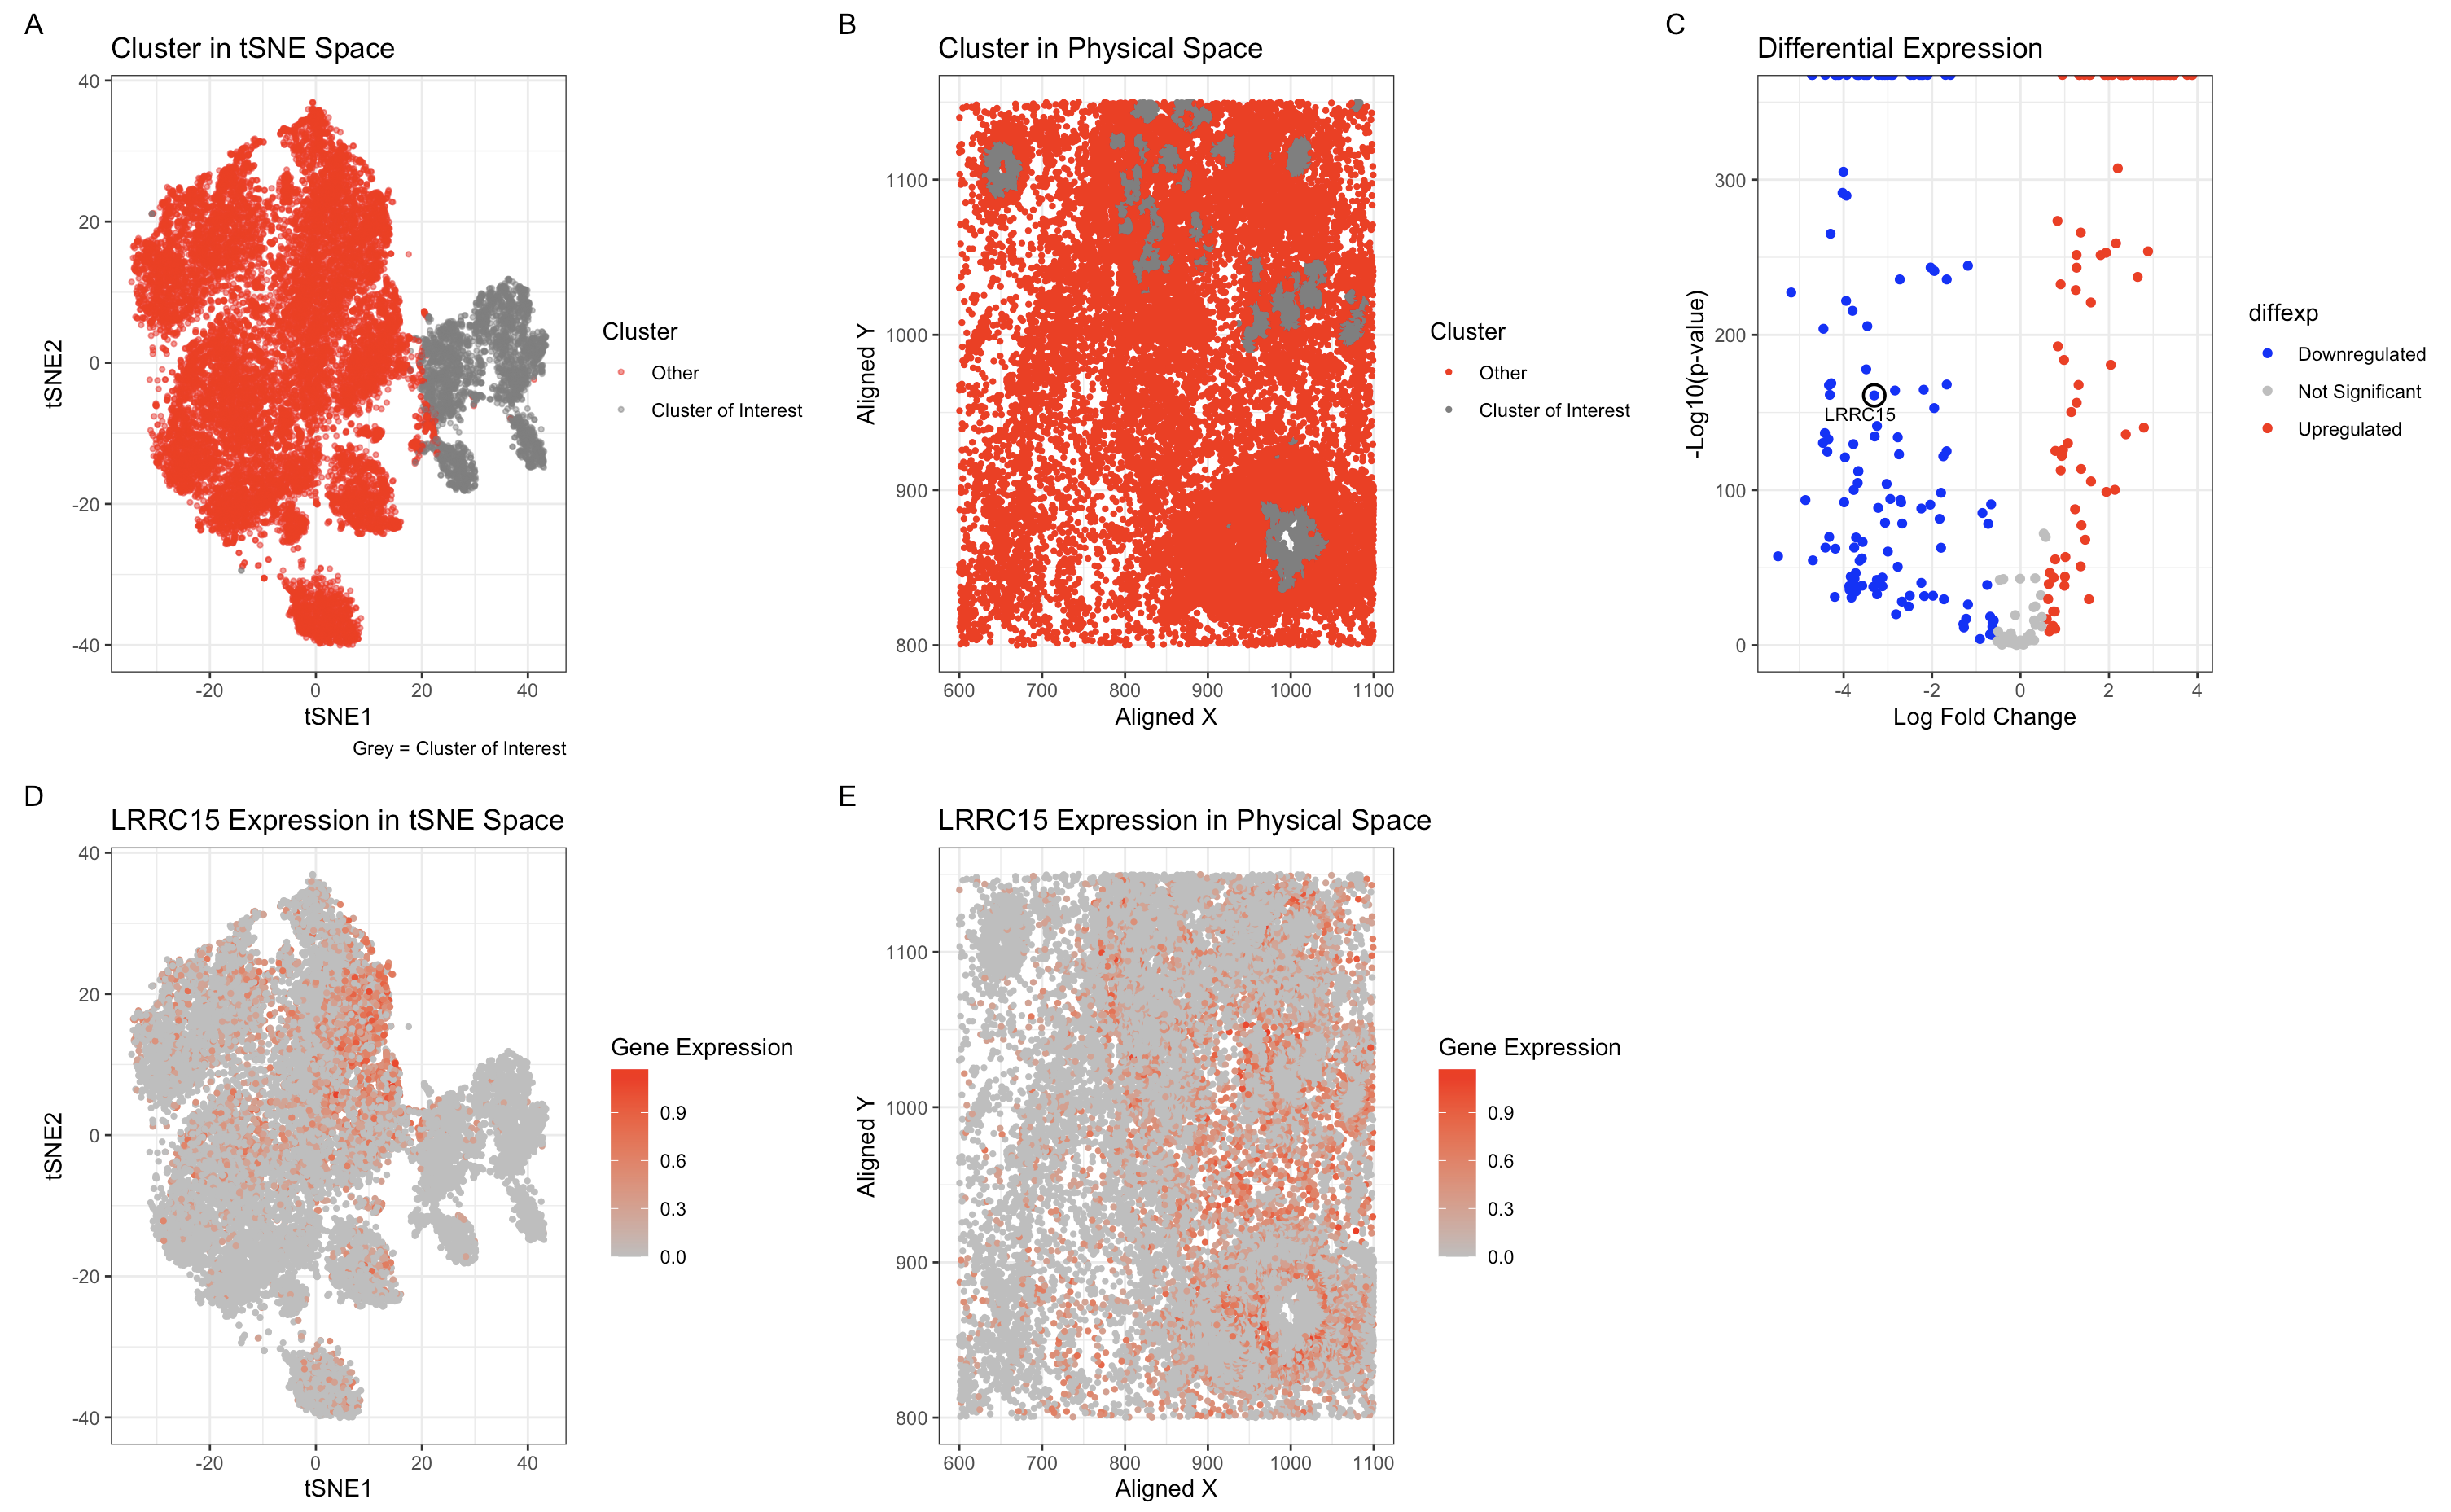 A
Cluster in tSNE Space
40
20
0
-20
-40
tSNE2
-20 0 20 40
tSNE1
Grey = Cluster of Interest
Cluster
Other
Cluster of Interest
B
Cluster in Physical Space
1100
1000
900
800
Aligned Y
600 700 800 900 1000 1100
Aligned X
Cluster
Other
Cluster of Interest
C
Differential Expression
300
200
100
0
-Log10(p-value)
LRRC15
-4 -2 0 2 4
Log Fold Change
diffexp
Downregulated
Not Significant
Upregulated
D
LRRC15 Expression in tSNE Space
40
20
0
-20
-40
tSNE2
-20 0 20 40
tSNE1
Gene Expression
0.9
0.6
0.3
0.0
E
LRRC15 Expression in Physical Space
1100
1000
900
800
Aligned Y
600 700 800 900 1000 1100
Aligned X
Gene Expression
0.9
0.6
0.3
0.0